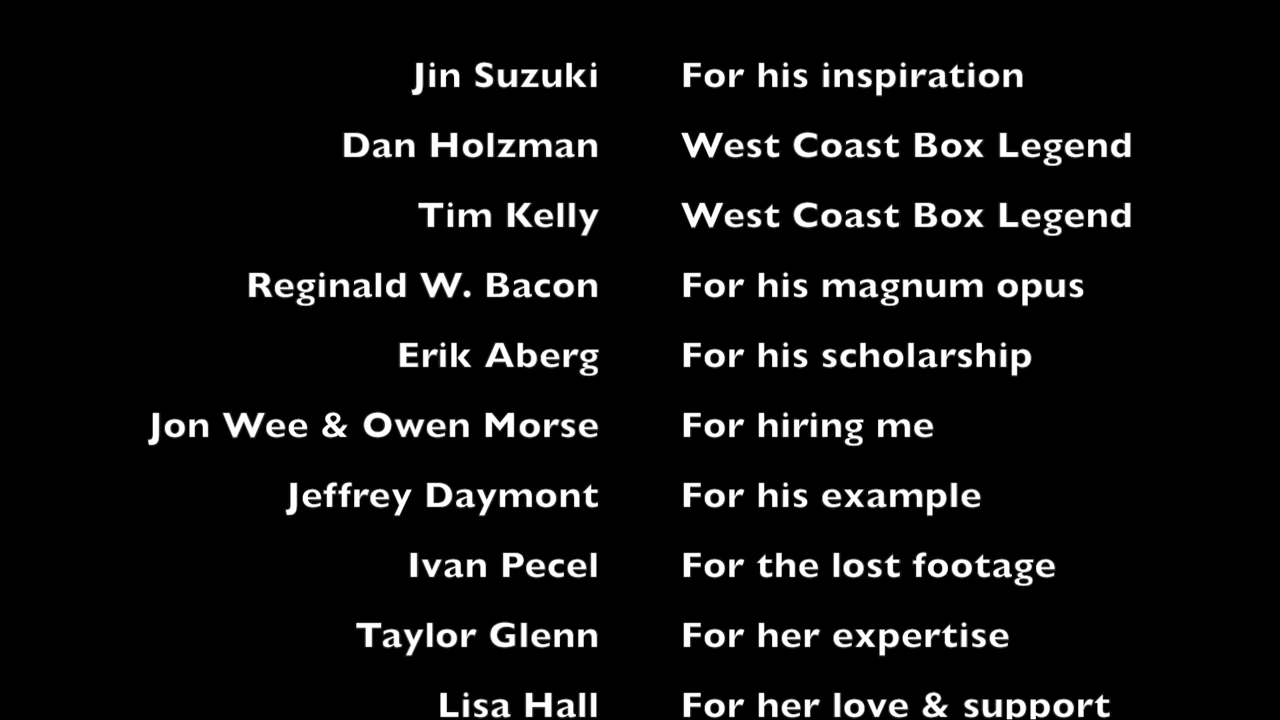 Jin Suzuki For his inspiration
Dan Holzman West Coast Box Legend
Tim Kelly West Coast Box Legend
Reginald W. Bacon For his magnum opus
Erik Aberg For his scholarship
Jon Wee & Owen Morse For hiring me
Jeffrey Daymont For his example
Ivan Pecel For the lost footage
Taylor Glenn For her expertise
Lisa Hall For her love & support